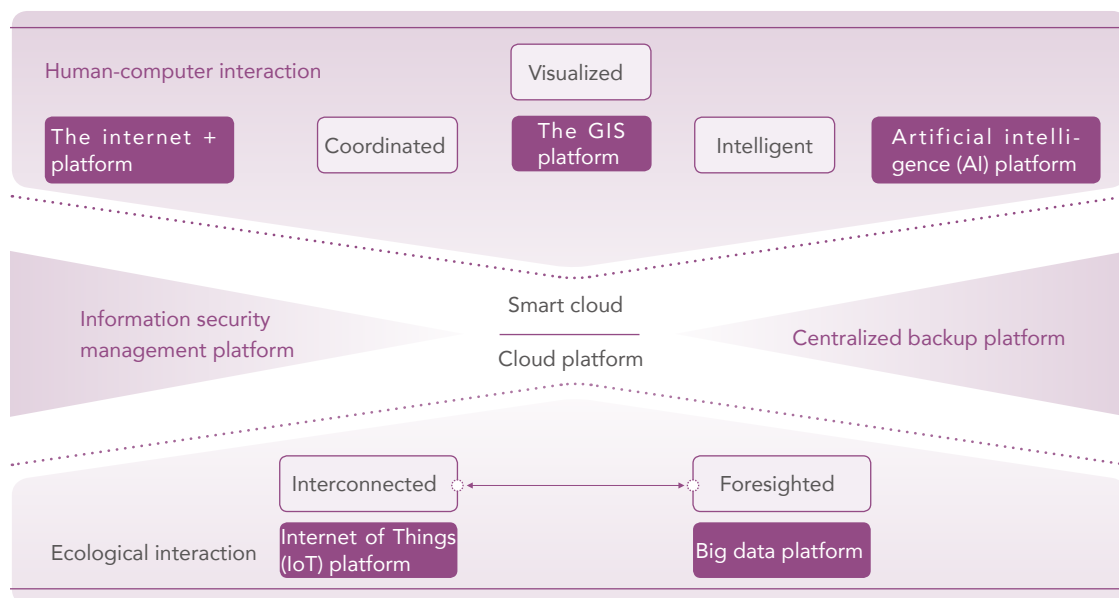 Human-computer interaction
Visualized
The internet +
platform
Coordinated
The GIS
platform
Intelligent
Artificial intelli-
gence (AI) platform
Smart cloud
Information security
management platform
Centralized backup platform
Cloud platform
Interconnected
Foresighted
Ecological interaction
Internet of Things
(IoT) platform
Big data platform